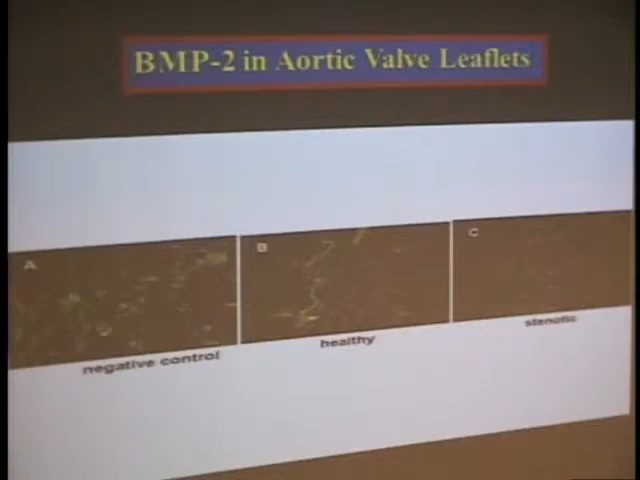 BMP-2 in Aortic Valve Leaflets
A
B
C
negative control
healthy
stenotic